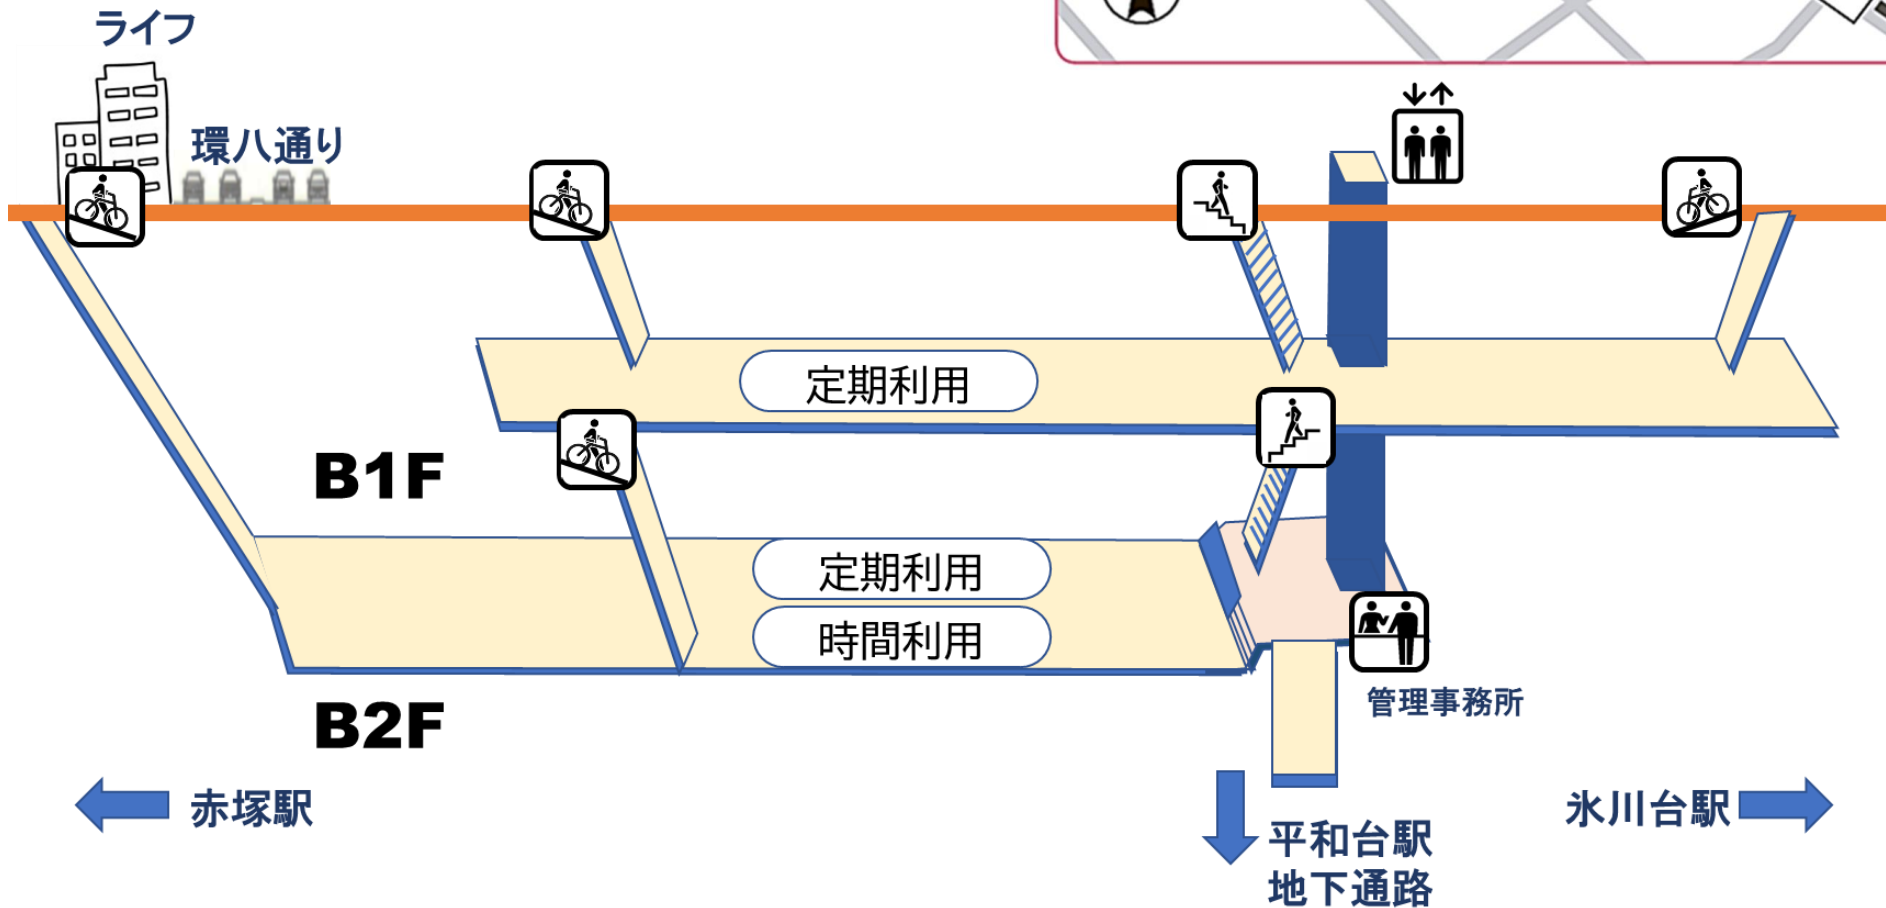 ライフ
環八通り
定期利用
B1F
定期利用
時間利用
管理事務所
B2F
赤塚駅
氷川台駅
平和台駅
地下通路